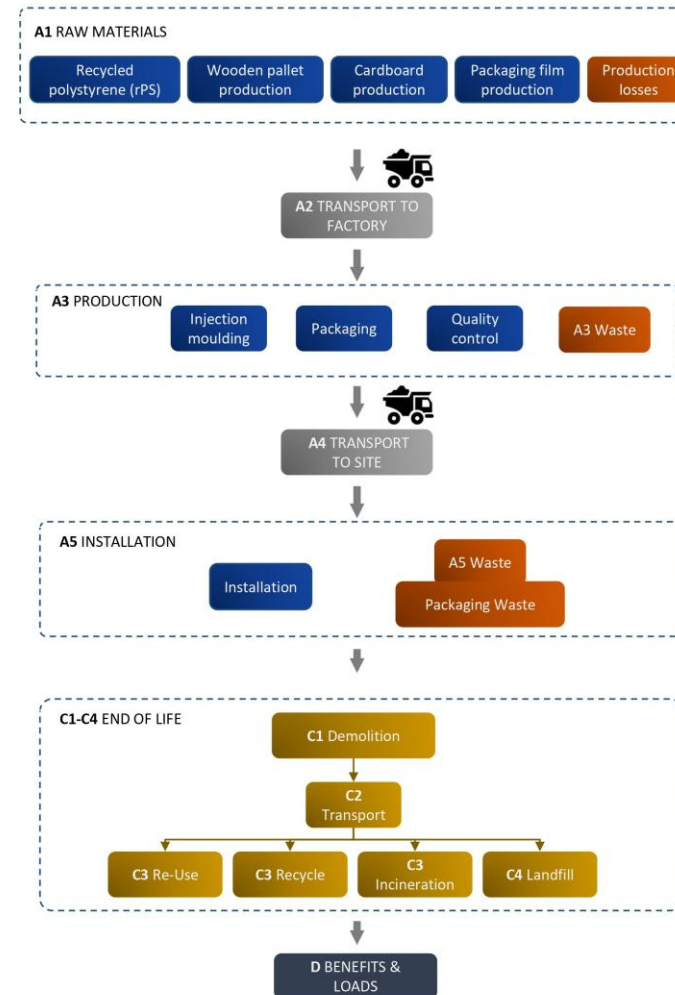 A1 RAW MATERIALS
Recycled
polystyrene (rPS)
Wooden pallet
production
Cardboard
production
Packaging film
production
Production
losses
A2 TRANSPORT TO
FACTORY
A3 PRODUCTION
Injection
moulding
Packaging
Quality
control
A3 Waste
A4 TRANSPORT
TO SITE
A5 INSTALLATION
Installation
A5 Waste
Packaging Waste
C1-C4 END OF LIFE
C1 Demolition
C2
Transport
C3 Re-Use
C3 Recycle
C3
Incineration
C4 Landfill
D BENEFITS &
LOADS